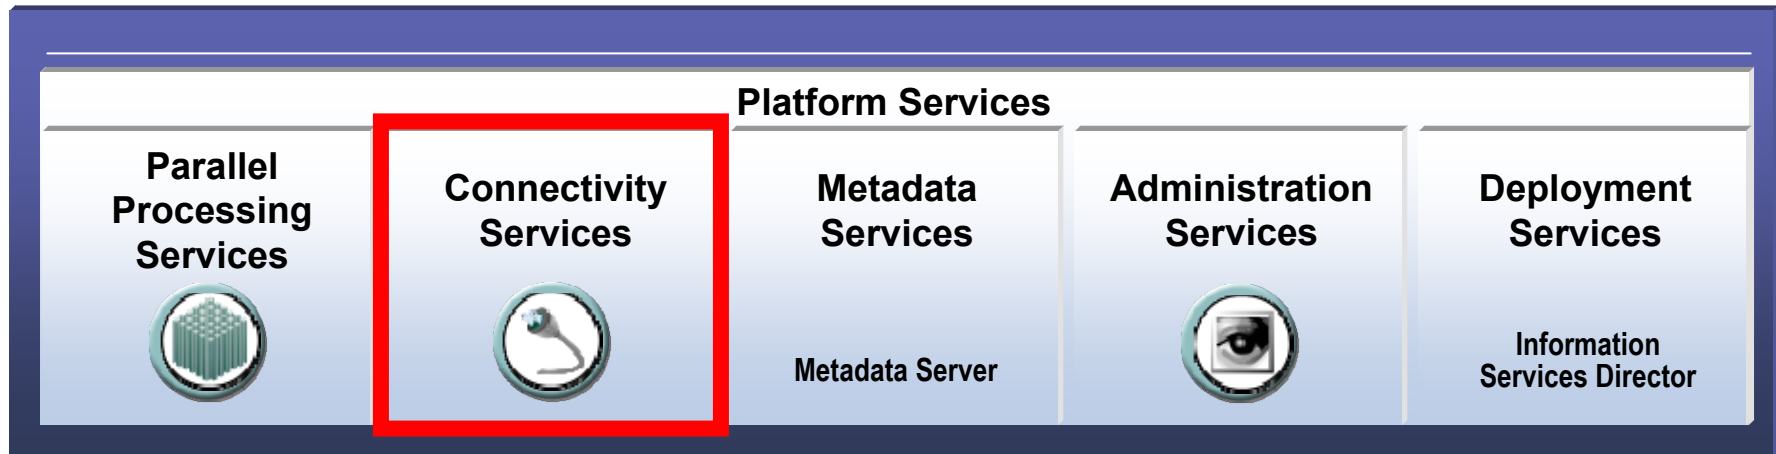 Platform Services
Parallel
Processing
Services
Connectivity
Services
Metadata
Services
Metadata Server
Administration
Services
Deployment
Services
Information
Services Director